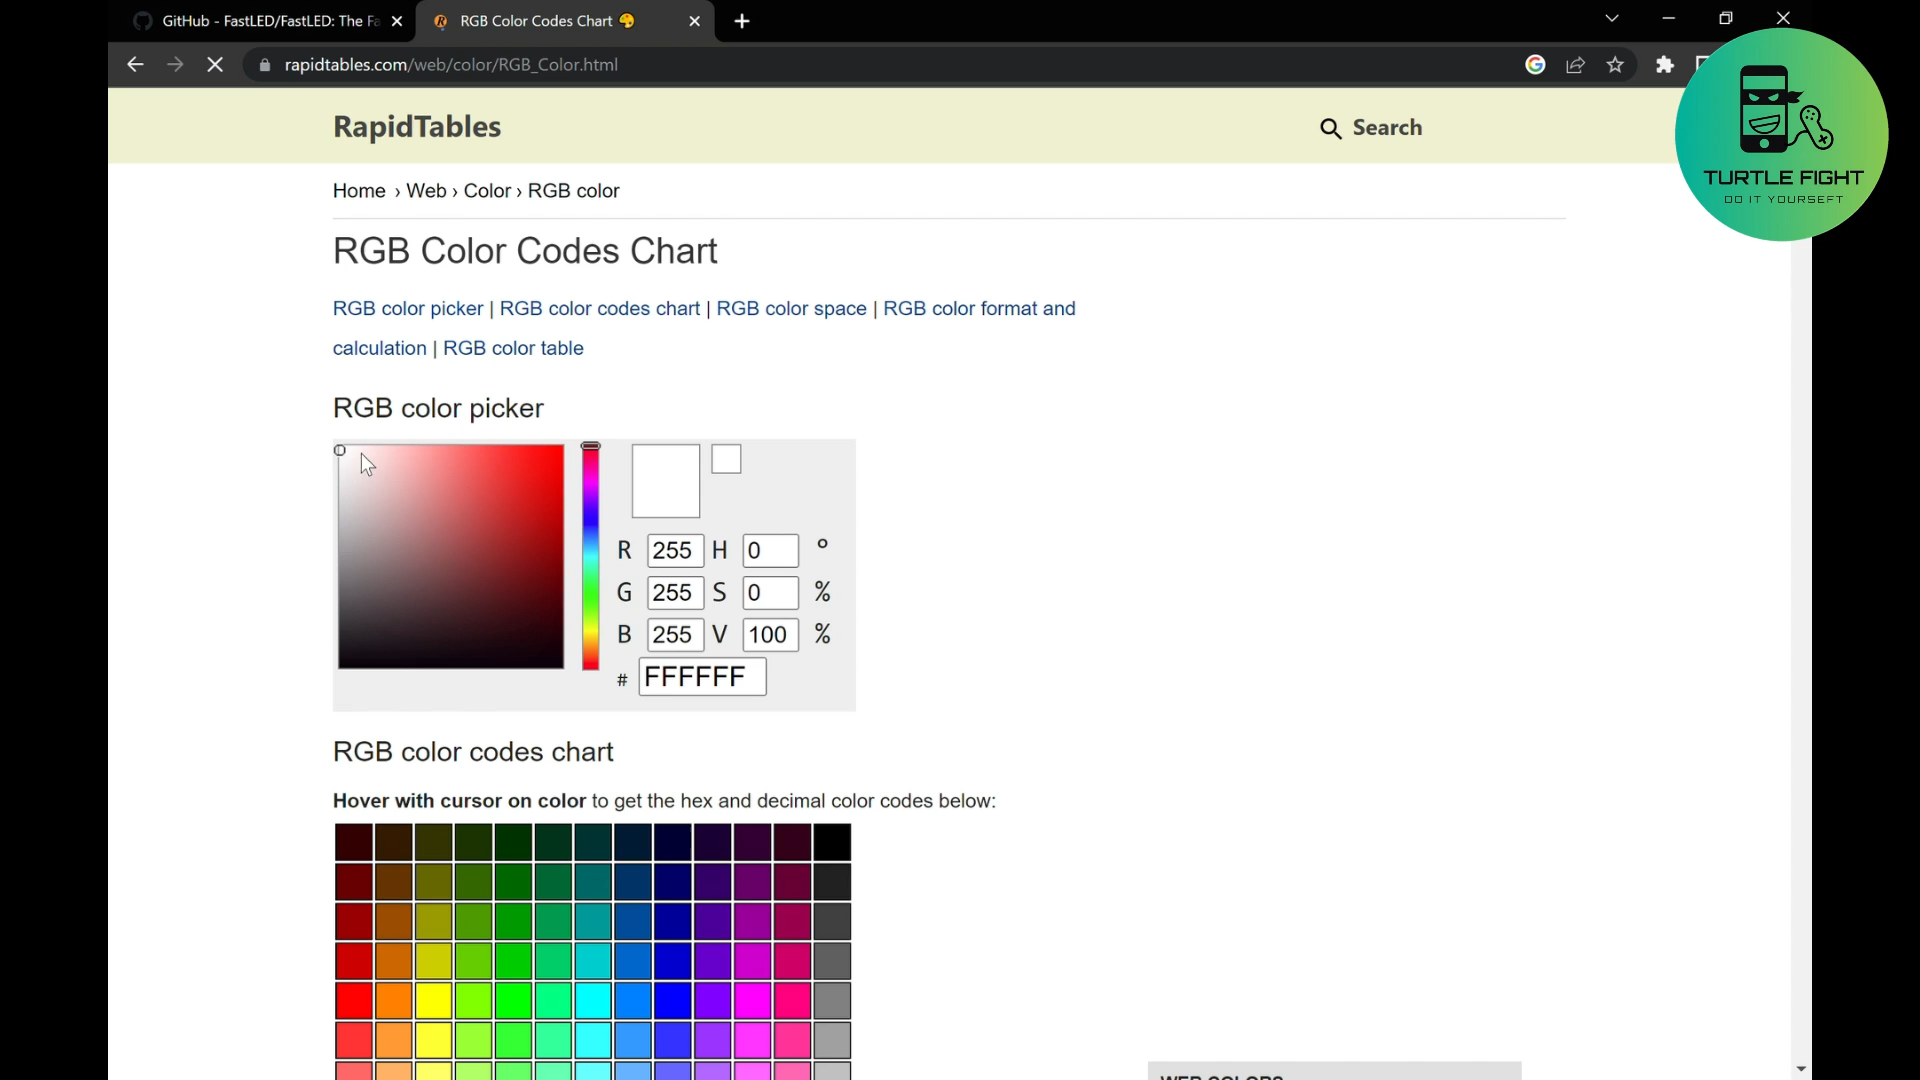 GitHub - FastLED/FastLED: The Fa
RGB Color Codes Chart
rapidtables.com/web/color/RGB_Color.html
TURTLE FIGHT
DO IT YOURSEFT
RapidTables
Search
Home › Web › Color › RGB color
RGB Color Codes Chart
RGB color picker | RGB color codes chart | RGB color space | RGB color format and
calculation | RGB color table
RGB color picker
R 255 H 0 °
G 255 S 0 %
B 255 V 100 %
# FFFFFF
RGB color codes chart
Hover with cursor on color to get the hex and decimal color codes below:
WEB COLORS